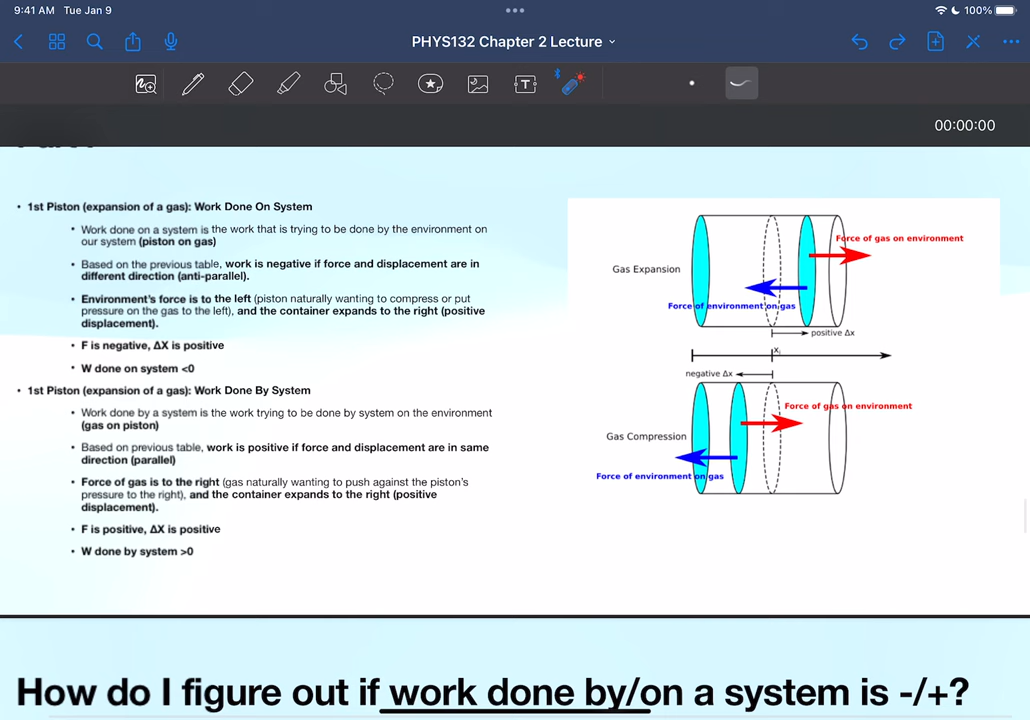 9:41 AM Tue Jan 9
100%
PHYS132 Chapter 2 Lecture
T
00:00:00
• 1st Piston (expansion of a gas): Work Done On System
• Work done on a system is the work that is trying to be done by the environment on
our system (piston on gas)
• Based on the previous table, work is negative if force and displacement are in
different direction (anti-parallel).
• Environment's force is to the left (piston naturally wanting to compress or put
pressure on the gas to the left), and the container expands to the right (positive
displacement).
• F is negative, ΔX is positive
• W done on system <0
• 1st Piston (expansion of a gas): Work Done By System
• Work done by a system is the work trying to be done by system on the environment
(gas on piston)
• Based on previous table, work is positive if force and displacement are in same
direction (parallel)
• Force of gas is to the right (gas naturally wanting to push against the piston's
pressure to the right), and the container expands to the right (positive
displacement).
• F is positive, ΔX is positive
• W done by system >0
Force of gas on environment
Gas Expansion
Force of environment on gas
positive Δx
Xi
negative Δx
Force of gas on environment
Gas Compression
Force of environment on gas
How do I figure out if work done by/on a system is -/+?